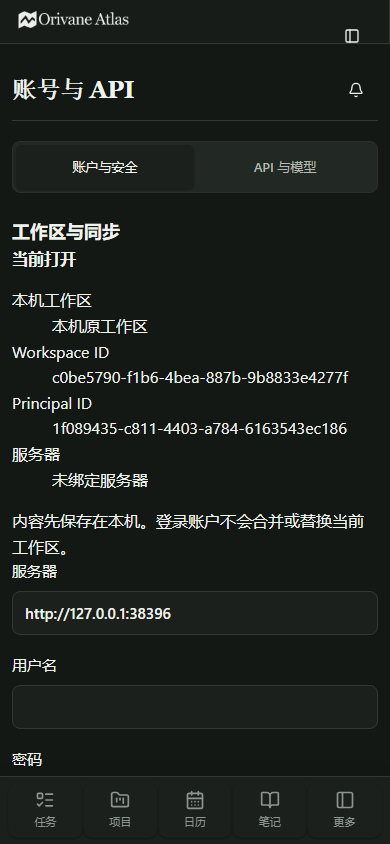 Orivane Atlas
账号与 API
账户与安全
API 与模型
工作区与同步
当前打开
本机工作区
本机原工作区
Workspace ID
c0be5790-f1b6-4bea-887b-9b8833e4277f
Principal ID
1f089435-c811-4403-a784-6163543ec186
服务器
未绑定服务器
内容先保存在本机。登录账户不会合并或替换当前
工作区。
服务器
http://127.0.0.1:38396
用户名
密码
任务
项目
日历
笔记
更多